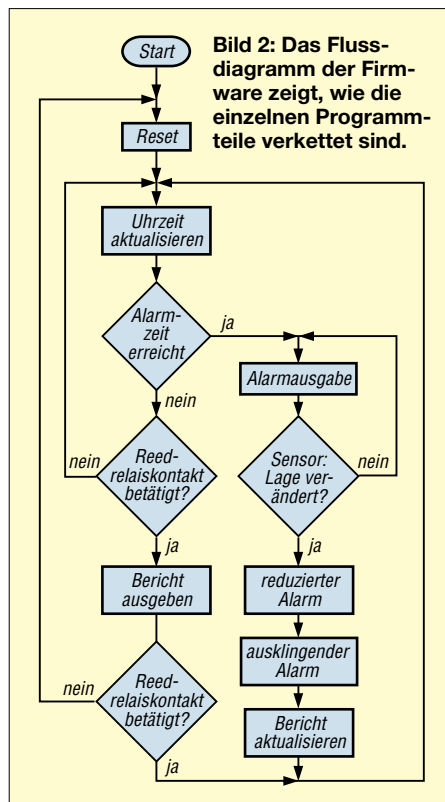 Start
Bild 2: Das Fluss-
diagramm der Firm-
ware zeigt, wie die
einzelnen Programm-
teile verkettet sind.
Reset
Uhrzeit
aktualisieren
Alarm-
zeit
erreicht
ja
nein
Alarmausgabe
Reed-
relaiskontakt
betätigt?
nein
ja
Sensor:
Lage ver-
ändert?
nein
ja
Bericht
ausgeben
reduzierter
Alarm
ausklingender
Alarm
Reed-
relaiskontakt
betätigt?
nein
ja
Bericht
aktualisieren